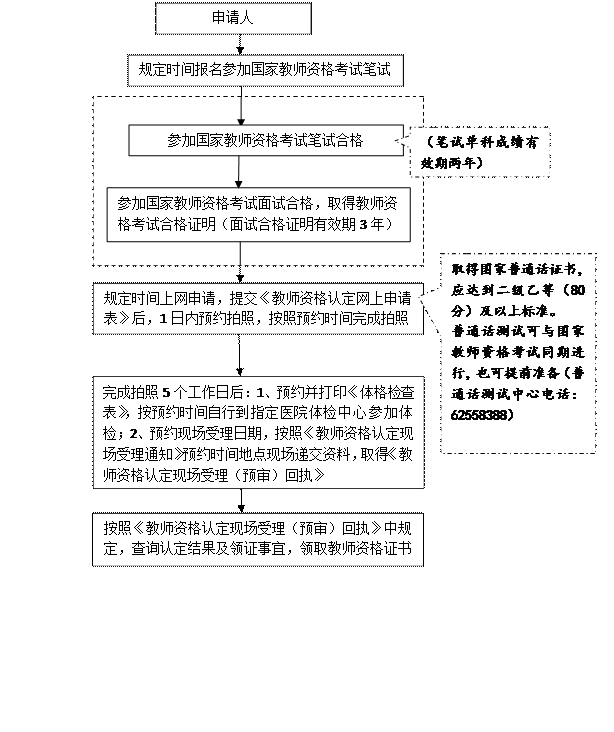 申请人
规定时间报名参加国家教师资格考试笔试
参加国家教师资格考试笔试合格
（笔试单科成绩有
效期两年）
参加国家教师资格考试面试合格，取得教师资
格考试合格证明（面试合格证明有效期 3 年）
规定时间上网申请，提交《教师资格认定网上申请
表》后，1 日内预约拍照，按照预约时间完成拍照
取得国家普通话证书，
应达到二级乙等（80
分）及以上标准。
普通话测试可与国家
教师资格考试同期进
行，也可提前准备（普
通话测试中心电话：
62558388）
完成拍照 5 个工作日后：1、预约并打印《体格检查
表》，按预约时间自行到指定医院体检中心参加体
检；2、预约现场受理日期，按照《教师资格认定现
场受理通知》预约时间地点现场递交资料，取得《教
师资格认定现场受理（预审）回执》
按照《教师资格认定现场受理（预审）回执》中规
定，查询认定结果及领证事宜，领取教师资格证书